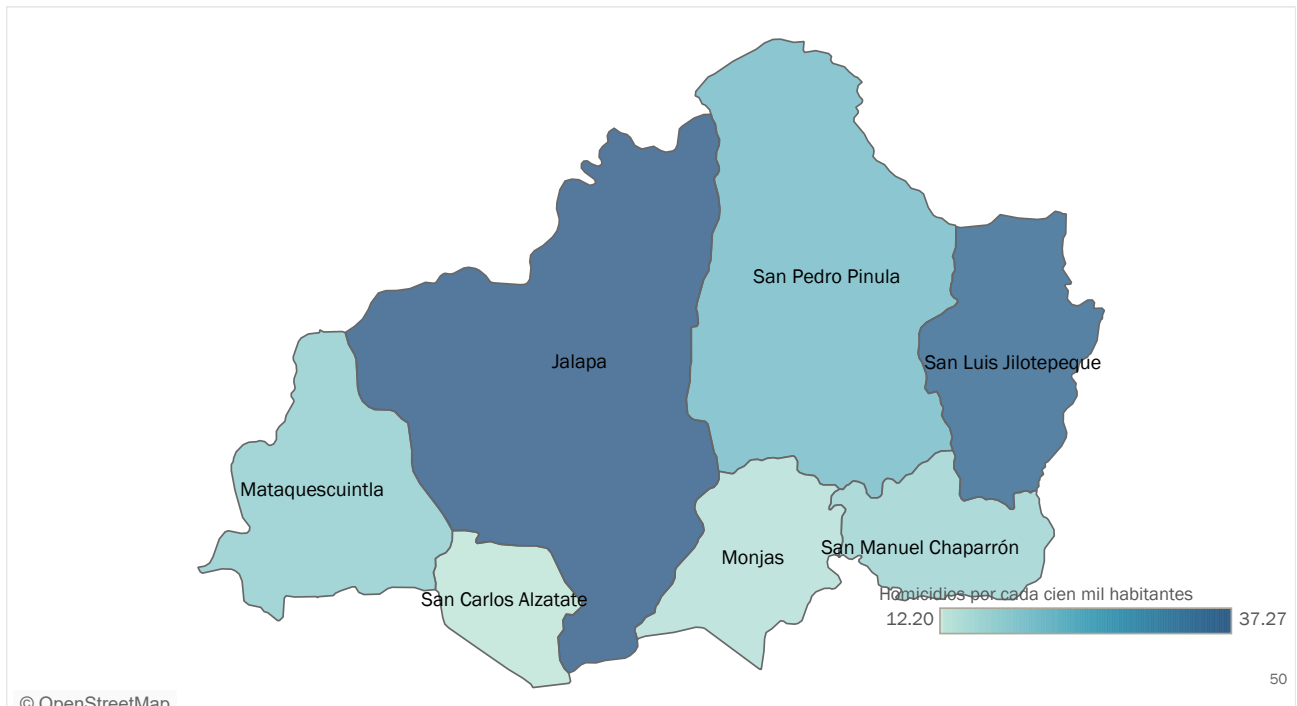 San Pedro Pinula
Jalapa
San Luis Jilotepeque
Mataquescuintla
San Manuel Chaparrón
Monjas
San Carlos Alzatate
Homicidios por cada cien mil habitantes
12.20 37.27
50
© OpenStreetMap